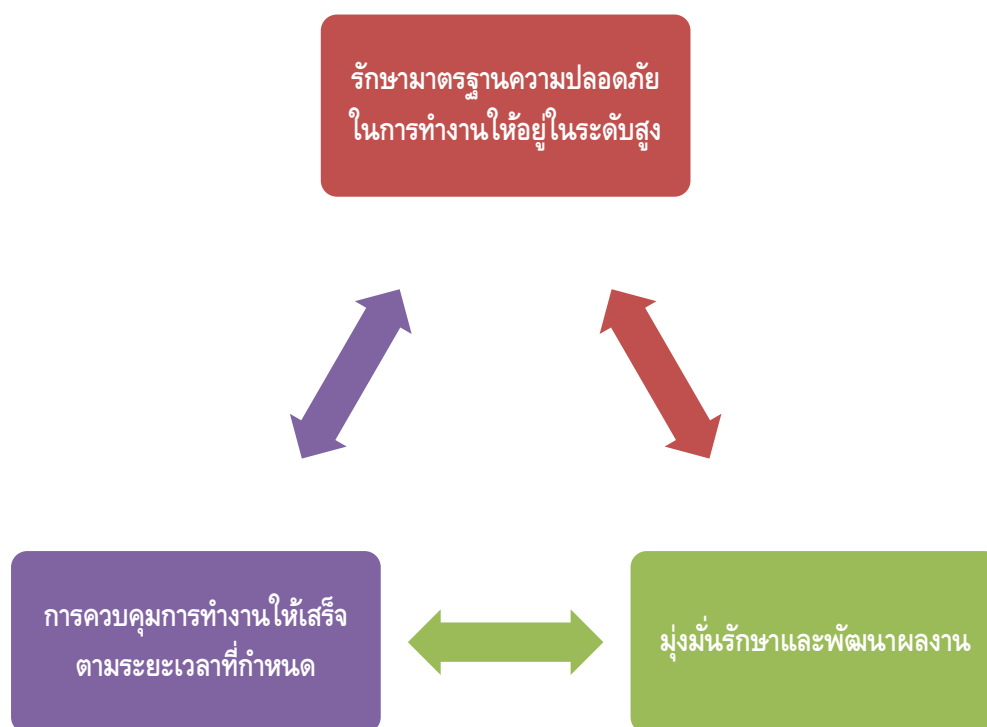 รักษามาตรฐานความปลอดภัย
ในการทำงานให้อยู่ในระดับสูง
การควบคุมการทำงานให้เสร็จ
ตามระยะเวลาที่กำหนด
มุ่งมั่นรักษาและพัฒนาผลงาน